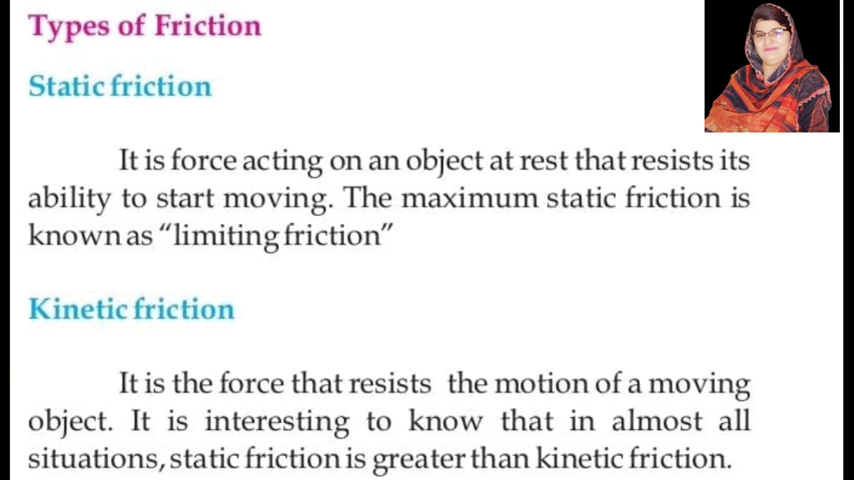 Types of Friction
Static friction
It is force acting on an object at rest that resists its
ability to start moving. The maximum static friction is
known as “limiting friction”
Kinetic friction
It is the force that resists the motion of a moving
object. It is interesting to know that in almost all
situations, static friction is greater than kinetic friction.